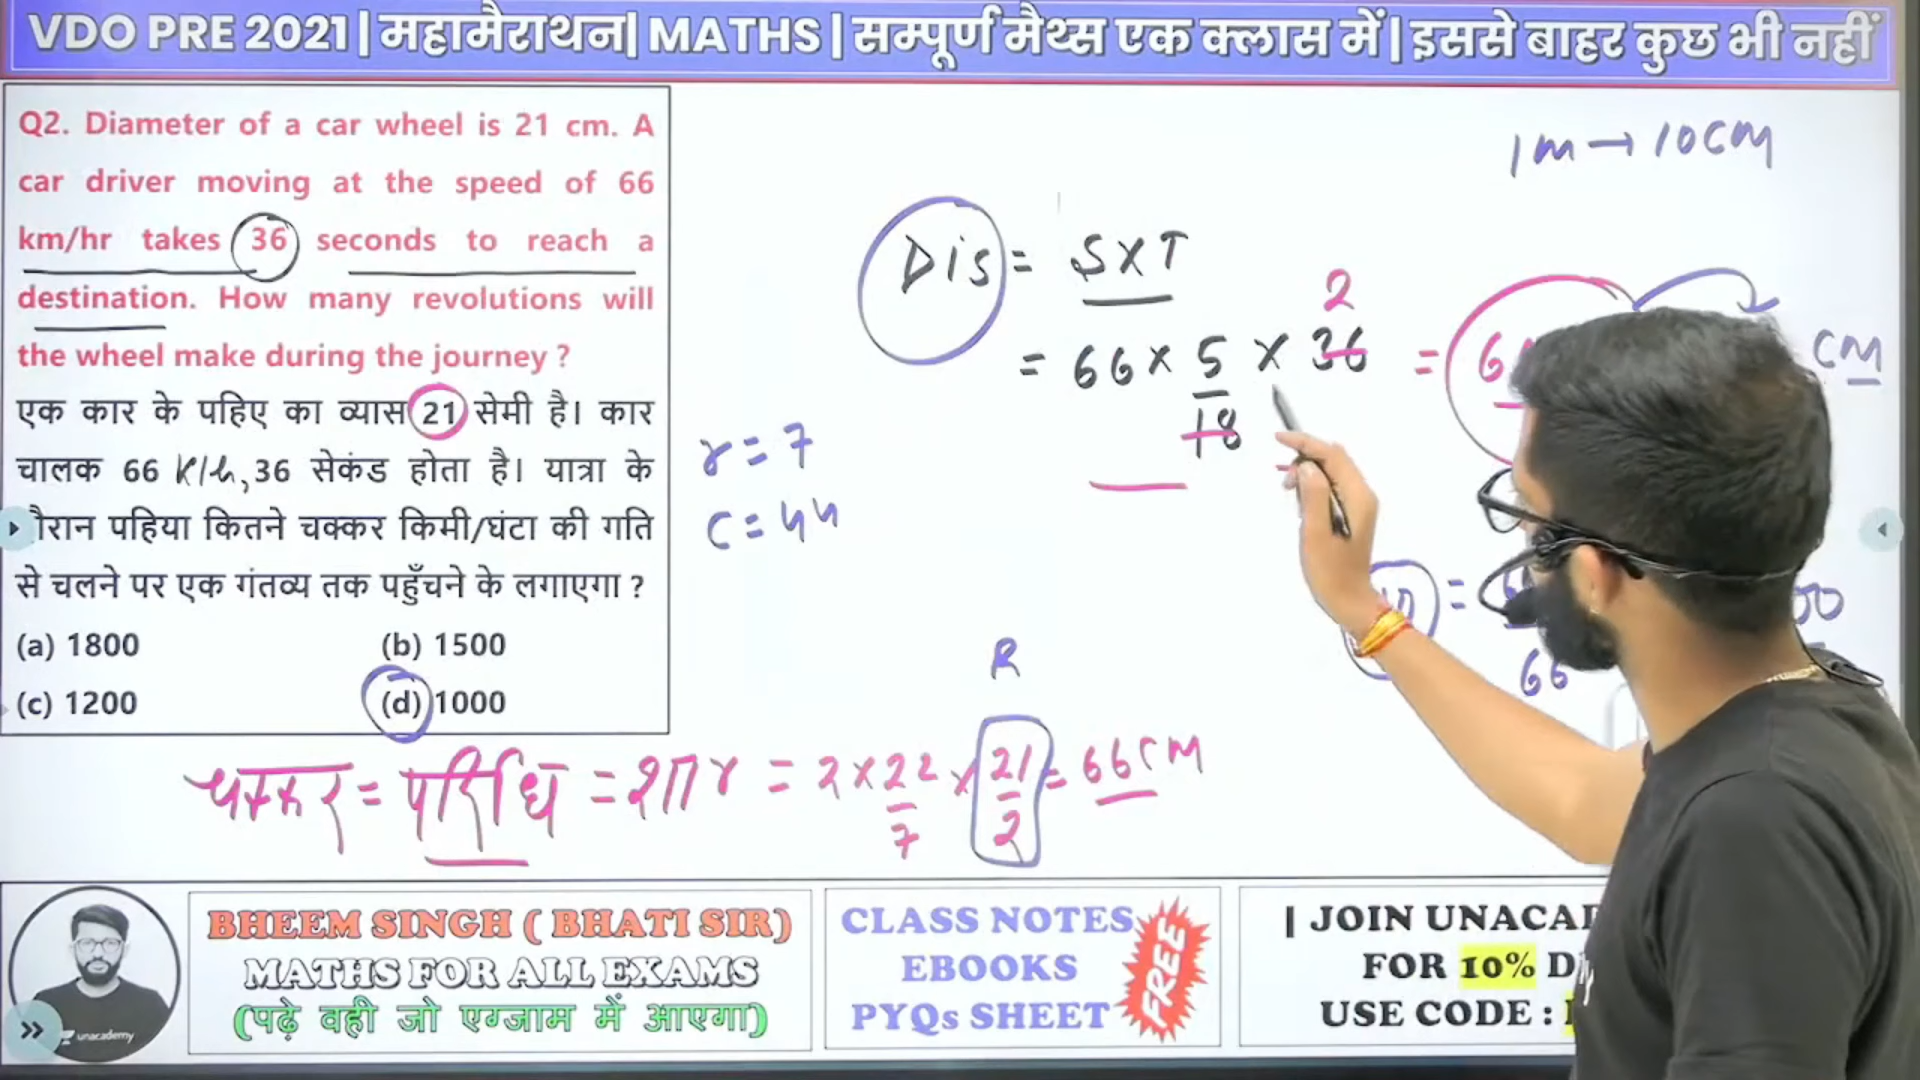 VDO PRE 2021 | महामैराथन| MATHS | सम्पूर्ण मैथ्स एक क्लास में | इससे बाहर कुछ भी नहीं
Q2. Diameter of a car wheel is 21 cm. A
car driver moving at the speed of 66
km/hr takes 36 seconds to reach a
destination. How many revolutions will
the wheel make during the journey ?
एक कार के पहिए का व्यास 21 सेमी है। कार
चालक 66 K/h, 36 सेकंड होता है। यात्रा के
ौरान पहिया कितने चक्कर किमी/घंटा की गति
से चलने पर एक गंतव्य तक पहुँचने के लगाएगा ?
(a) 1800 (b) 1500
(c) 1200 (d) 1000
1m → 10cm
Dis = S×T
2
= 66 × 5/18 × 36 =
cm
r = 7
c = 44
=
66
R
चक्कर = परिधि = 2πr = 2 × 22/7 × 21/2 = 66cm
BHEEM SINGH ( BHATI SIR)
MATHS FOR ALL EXAMS
(पढ़े वही जो एग्जाम में आएगा)
unacademy
CLASS NOTES
EBOOKS
PYQs SHEET
FREE
| JOIN UNACA
FOR 10% D
USE CODE :